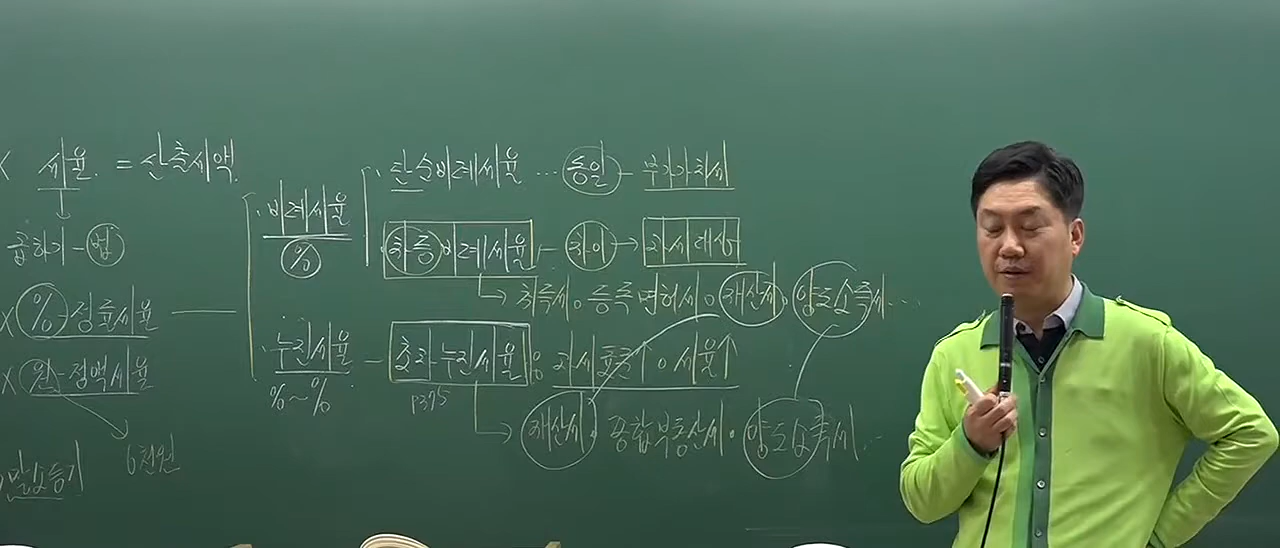 × 세율 = 산출세액
곱하기 - 법
× % - 정률세율
× 원 - 정액세율
6천원
말소등기
비례세율
%
단순비례세율 … 동일 - 부가가치세
차등비례세율 - 차이 → 과세대상
취득세 · 등록면허세 · 재산세 · 양도소득세 …
누진세율 - 초과누진세율 : 과세표준↑ · 세율↑
%~%
p375
재산세 · 종합부동산세 · 양도소득세 …